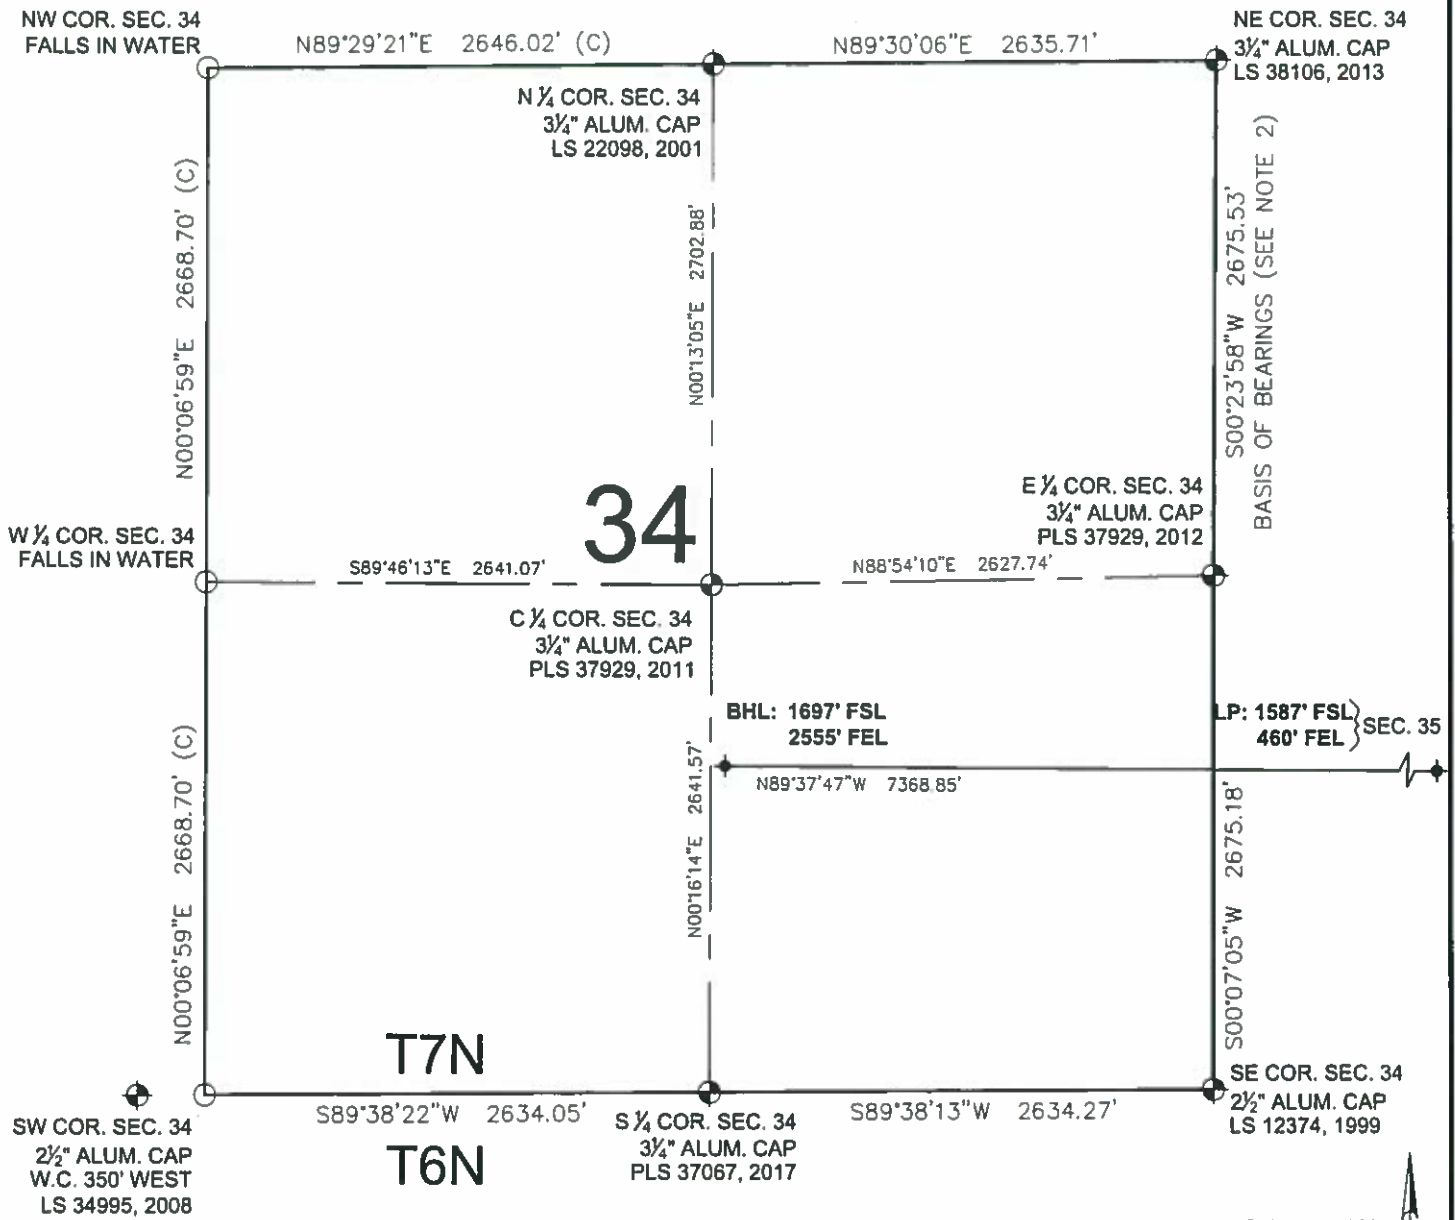 NW COR. SEC. 34
FALLS IN WATER
N89°29'21"E 2646.02' (C)
N89°30'06"E 2635.71'
NE COR. SEC. 34
3¼" ALUM. CAP
LS 38106, 2013
N ¼ COR. SEC. 34
3¼" ALUM. CAP
LS 22098, 2001
N00°06'59"E 2668.70' (C)
N00°13'05"E 2702.88'
S00°23'58"W 2675.53'
BASIS OF BEARINGS (SEE NOTE 2)
34
E ¼ COR. SEC. 34
3¼" ALUM. CAP
PLS 37929, 2012
W ¼ COR. SEC. 34
FALLS IN WATER
S89°46'13"E 2641.07'
N88°54'10"E 2627.74'
C ¼ COR. SEC. 34
3¼" ALUM. CAP
PLS 37929, 2011
BHL: 1697' FSL
2555' FEL
LP: 1587' FSL
460' FEL
SEC. 35
N89°37'47"W 7368.85'
N00°06'59"E 2668.70' (C)
N00°16'14"E 2641.57'
S00°07'05"W 2675.18'
T7N
S89°38'22"W 2634.05'
S89°38'13"W 2634.27'
T6N
SW COR. SEC. 34
2½" ALUM. CAP
W.C. 350' WEST
LS 34995, 2008
S ¼ COR. SEC. 34
3¼" ALUM. CAP
PLS 37067, 2017
SE COR. SEC. 34
2½" ALUM. CAP
LS 12374, 1999